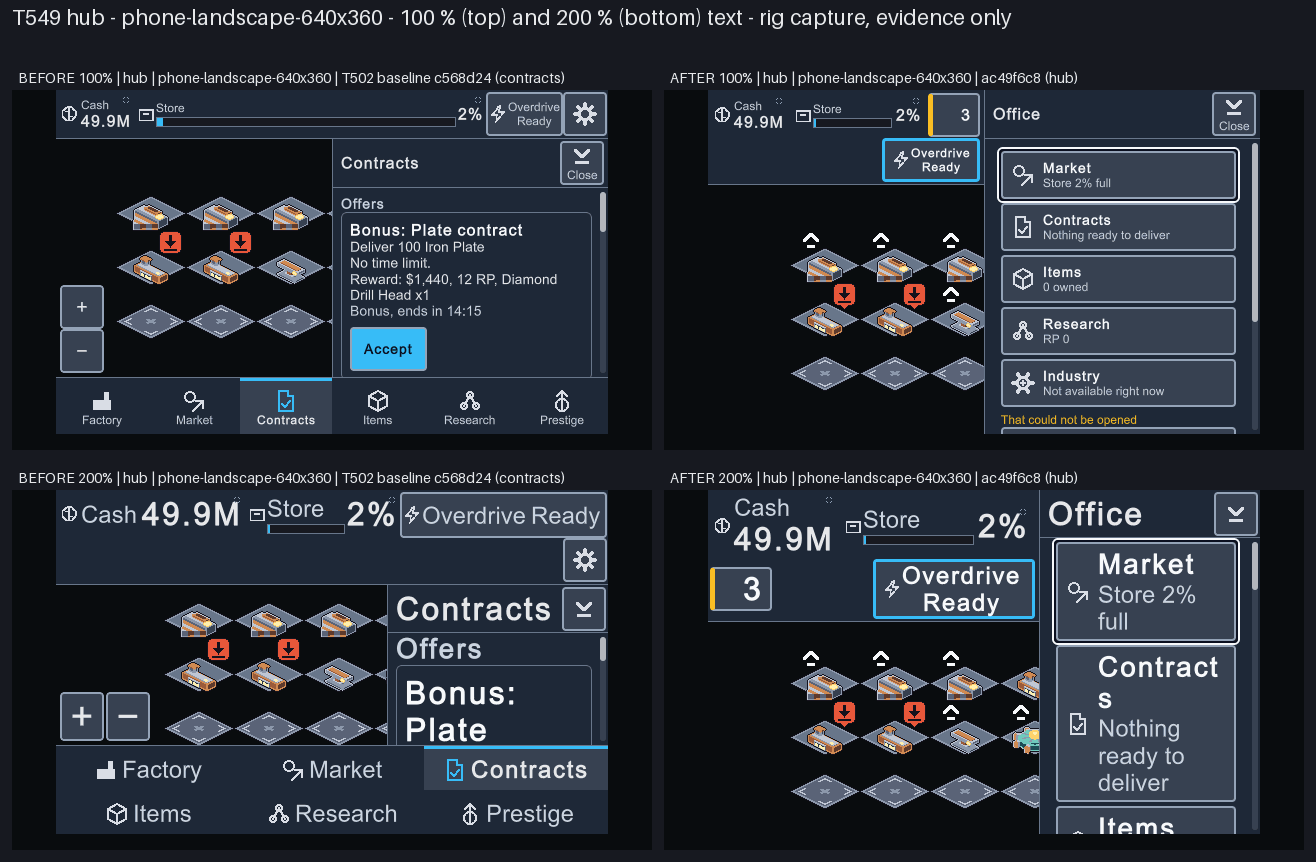 T549 hub - phone-landscape-640x360 - 100 % (top) and 200 % (bottom) text - rig capture, evidence only
BEFORE 100% | hub | phone-landscape-640x360 | T502 baseline c568d24 (contracts)
Cash
49.9M
Store
2%
Overdrive
Ready
Contracts
Close
Offers
Bonus: Plate contract
Deliver 100 Iron Plate
No time limit.
Reward: $1,440, 12 RP, Diamond
Drill Head x1
Bonus, ends in 14:15
Accept
+
−
Factory
Market
Contracts
Items
Research
Prestige
AFTER 100% | hub | phone-landscape-640x360 | ac49f6c8 (hub)
Cash
49.9M
Store
2%
3
Overdrive
Ready
Office
Close
Market
Store 2% full
Contracts
Nothing ready to deliver
Items
0 owned
Research
RP 0
Industry
Not available right now
That could not be opened
BEFORE 200% | hub | phone-landscape-640x360 | T502 baseline c568d24 (contracts)
Cash 49.9M
Store
2%
Overdrive Ready
Contracts
Offers
Bonus:
Plate
+
−
Factory
Market
Contracts
Items
Research
Prestige
AFTER 200% | hub | phone-landscape-640x360 | ac49f6c8 (hub)
Cash
49.9M
Store
2%
3
Overdrive
Ready
Office
Market
Store 2%
full
Contract
s
Nothing
ready to
deliver
Items